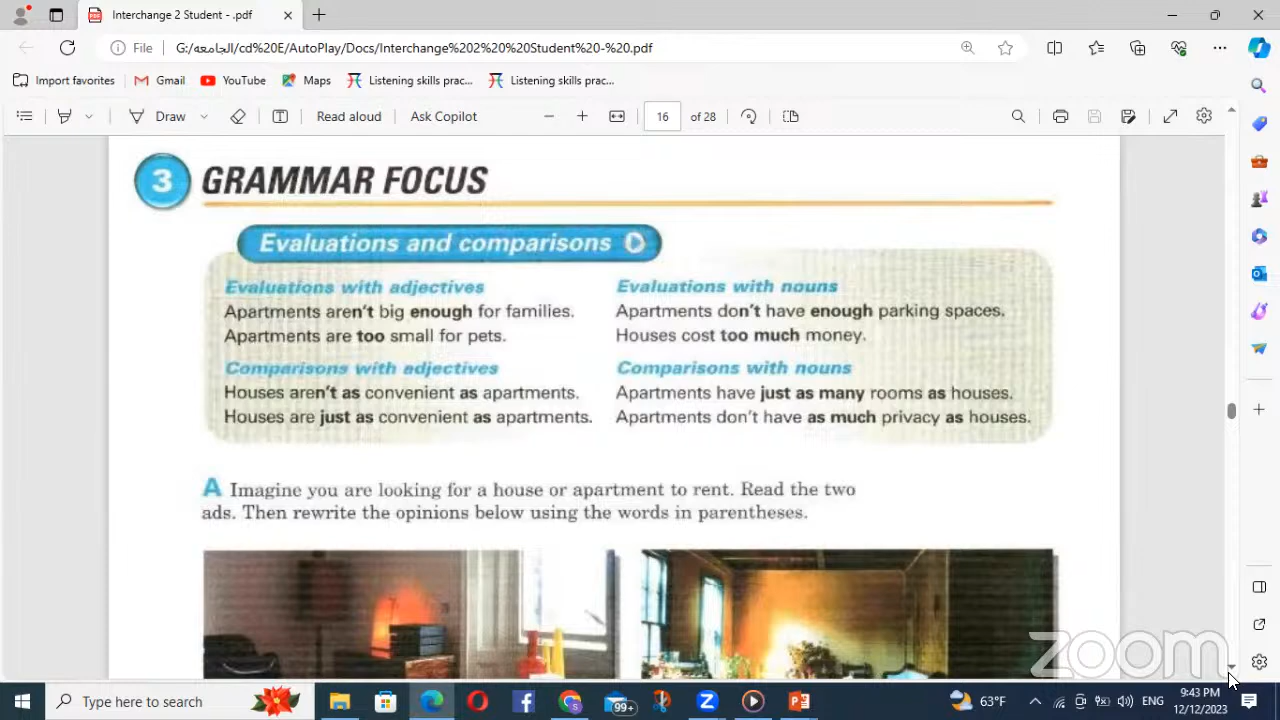 Interchange 2 Student - .pdf
File
G:/الجامعه/cd%20E/AutoPlay/Docs/Interchange%202%20%20Student%20-%20.pdf
Import favorites
Gmail
YouTube
Maps
Listening skills prac...
Listening skills prac...
Draw
Read aloud
Ask Copilot
16
of 28
3 GRAMMAR FOCUS
Evaluations and comparisons
Evaluations with adjectives
Apartments aren't big enough for families.
Apartments are too small for pets.
Comparisons with adjectives
Houses aren't as convenient as apartments.
Houses are just as convenient as apartments.
Evaluations with nouns
Apartments don't have enough parking spaces.
Houses cost too much money.
Comparisons with nouns
Apartments have just as many rooms as houses.
Apartments don't have as much privacy as houses.
A Imagine you are looking for a house or apartment to rent. Read the two
ads. Then rewrite the opinions below using the words in parentheses.
zoom
Type here to search
99+
63°F
ENG
9:43 PM
12/12/2023